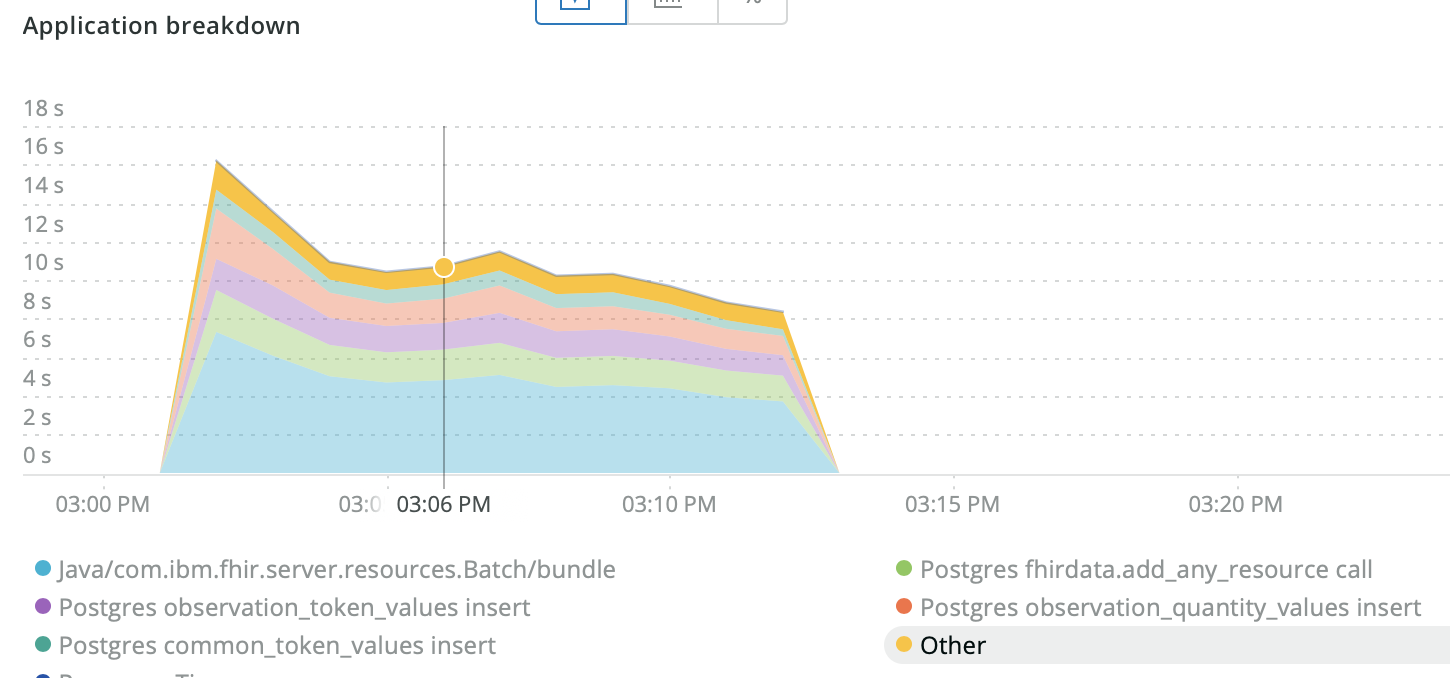 Application breakdown
%
18 s
16 s
14 s
12 s
10 s
8 s
6 s
4 s
2 s
0 s
03:00 PM 03:0 03:06 PM 03:10 PM 03:15 PM 03:20 PM
Java/com.ibm.fhir.server.resources.Batch/bundle Postgres fhirdata.add_any_resource call
Postgres observation_token_values insert Postgres observation_quantity_values insert
Postgres common_token_values insert Other